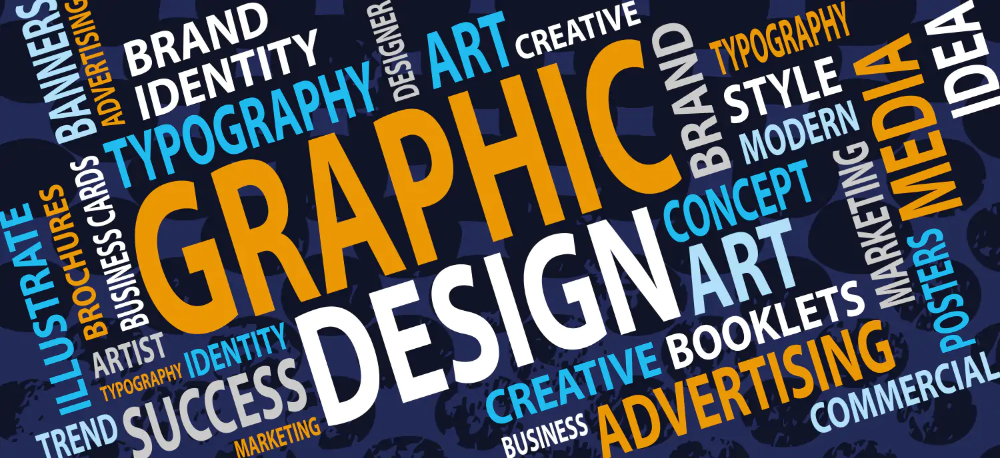 BANNERS
ADVERTISING
BRAND
IDENTITY
TYPOGRAPHY
DESIGNER
ART
CREATIVE
GRAPHIC
DESIGN
BRAND
TYPOGRAPHY
STYLE
MODERN
MEDIA
IDEA
CONCEPT
ART
MARKETING
POSTERS
ILLUSTRATE
BROCHURES
BUSINESS CARDS
ARTIST
TYPOGRAPHY
IDENTITY
TREND
SUCCESS
MARKETING
CREATIVE
BOOKLETS
BUSINESS
ADVERTISING
COMMERCIAL